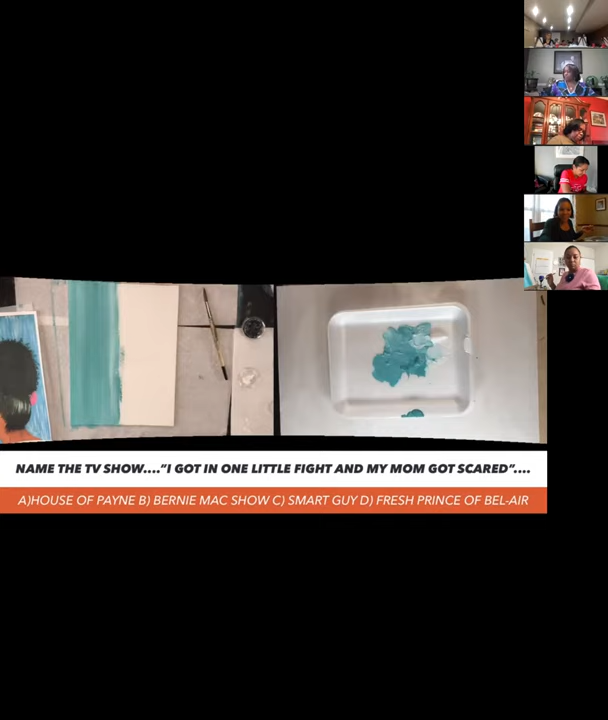 NAME THE TV SHOW...."I GOT IN ONE LITTLE FIGHT AND MY MOM GOT SCARED"....
A)HOUSE OF PAYNE B) BERNIE MAC SHOW C) SMART GUY D) FRESH PRINCE OF BEL-AIR